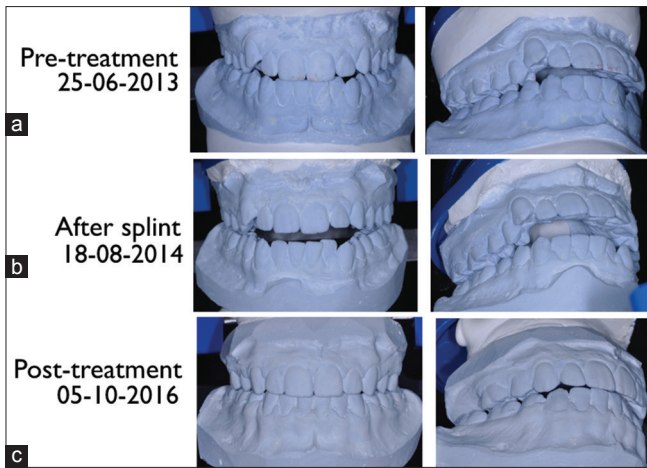 Pre-treatment
25-06-2013
a
After splint
18-08-2014
b
Post-treatment
05-10-2016
c